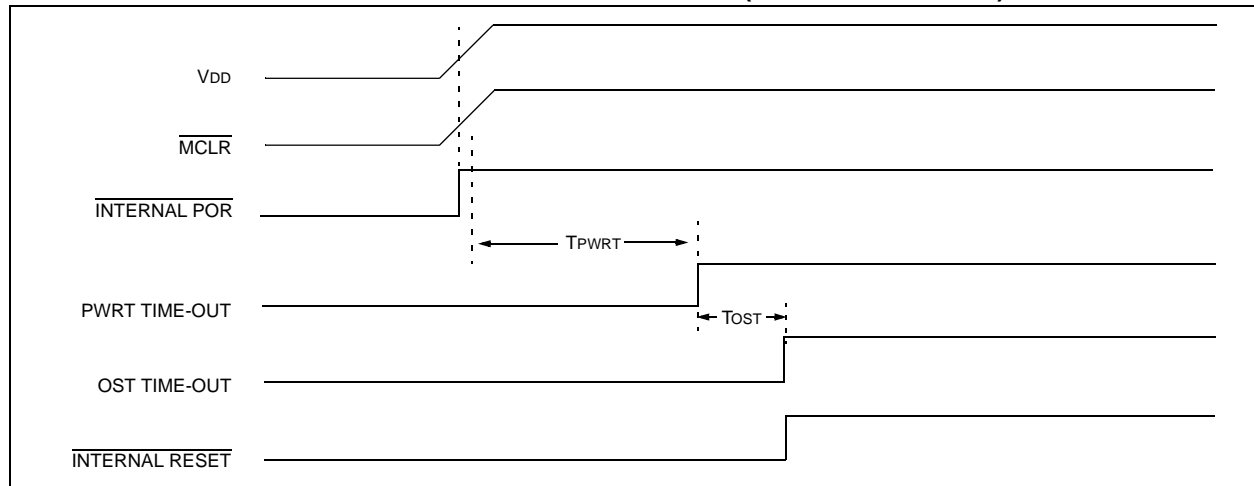 VDD
MCLR
INTERNAL POR
TPWRT
PWRT TIME-OUT
TOST
OST TIME-OUT
INTERNAL RESET